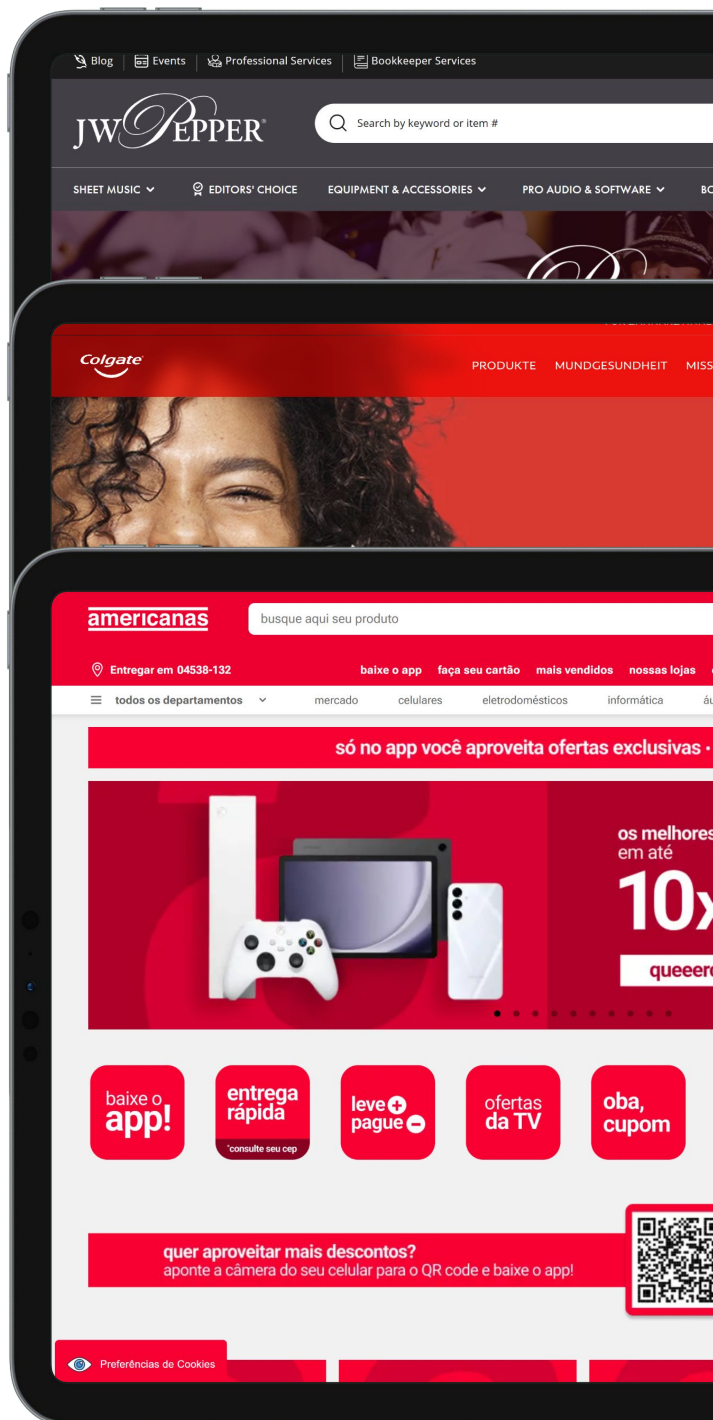 Blog
Events
Professional Services
Bookkeeper Services
JW PEPPER®
Search by keyword or item #
SHEET MUSIC
EDITORS' CHOICE
EQUIPMENT & ACCESSORIES
PRO AUDIO & SOFTWARE
Colgate
PRODUKTE
MUNDGESUNDHEIT
MISS
americanas
busque aqui seu produto
Entregar em 04538-132
baixe o app
faça seu cartão
mais vendidos
nossas lojas
todos os departamentos
mercado
celulares
eletrodomésticos
informática
só no app você aproveita ofertas exclusivas •
os melhores
em até
10x
queeero
baixe o
app!
entrega
rápida
*consulte seu cep
leve +
pague -
ofertas
da TV
oba,
cupom
quer aproveitar mais descontos?
aponte a câmera do seu celular para o QR code e baixe o app!
Preferências de Cookies